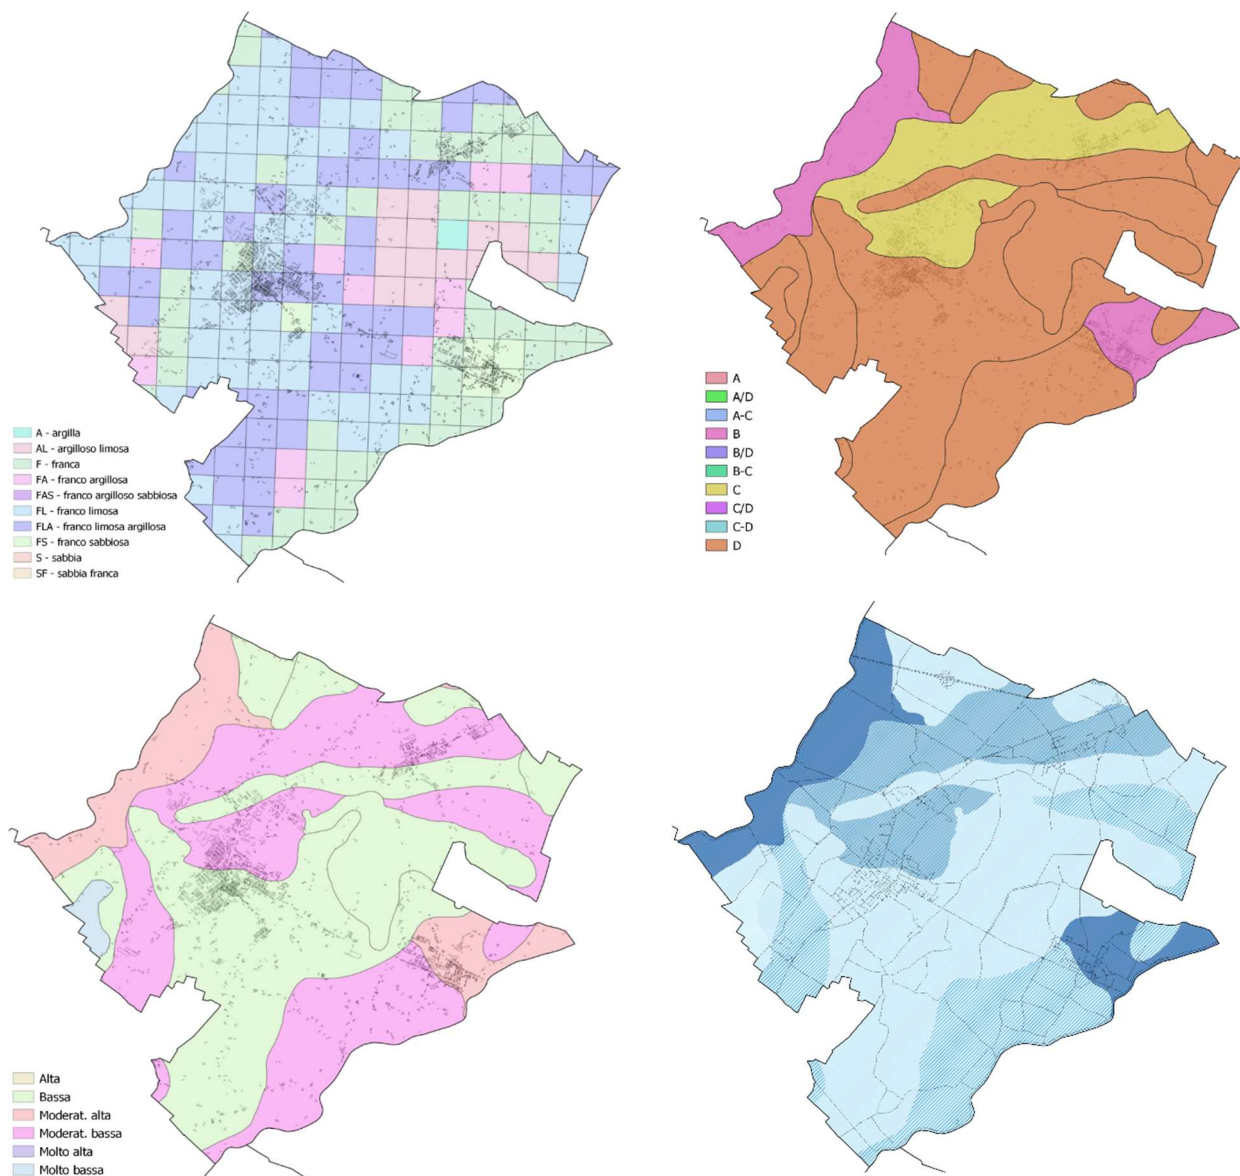 A - argilla
AL - argilloso limosa
F - franca
FA - franco argillosa
FAS - franco argilloso sabbiosa
FL - franco limosa
FLA - franco limosa argillosa
FS - franco sabbiosa
S - sabbia
SF - sabbia franca
A
A/D
A-C
B
B/D
B-C
C
C/D
C-D
D
Alta
Bassa
Moderat. alta
Moderat. bassa
Molto alta
Molto bassa